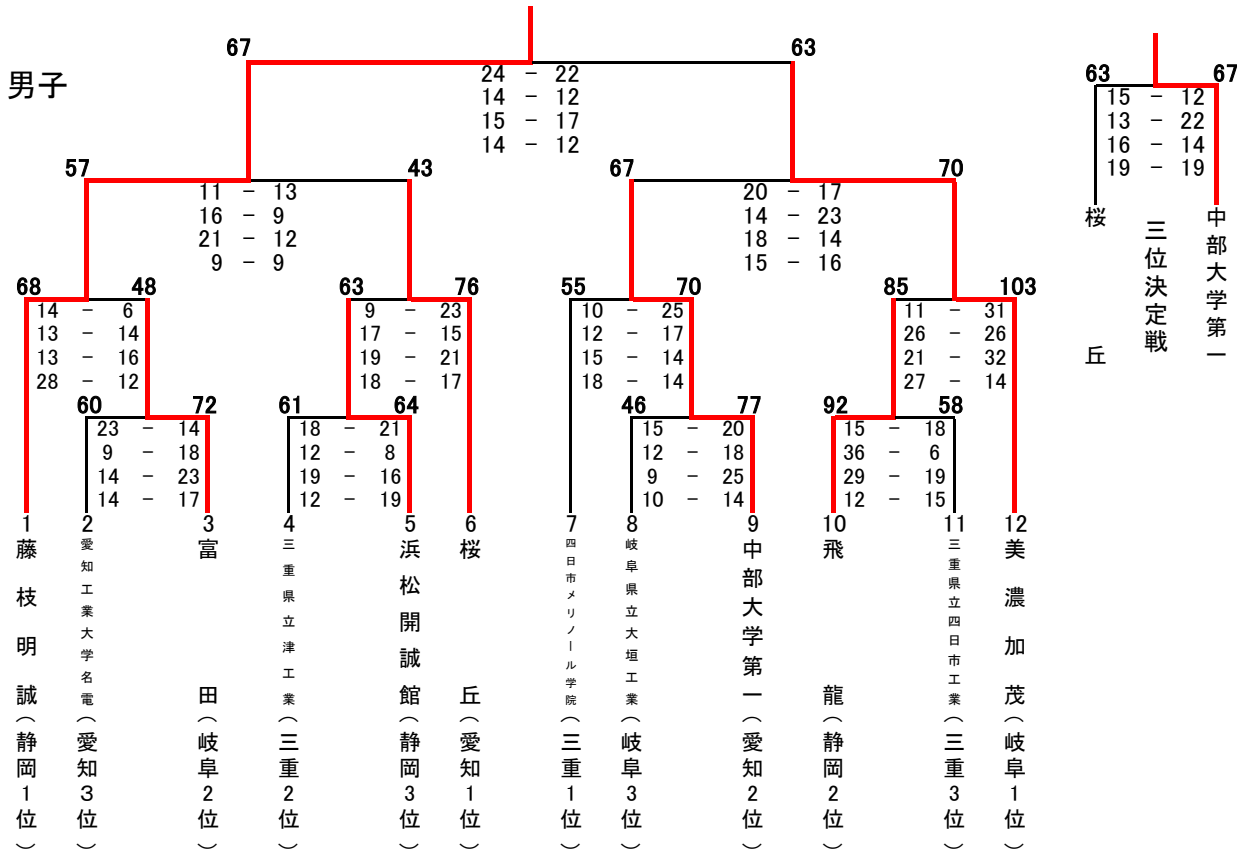 男子
67 63
24 - 22
14 - 12
15 - 17
14 - 12
57 43
11 - 13
16 - 9
21 - 12
9 - 9
67 70
20 - 17
14 - 23
18 - 14
15 - 16
68 48
14 - 6
13 - 14
13 - 16
28 - 12
63 76
9 - 23
17 - 15
19 - 21
18 - 17
55 70
10 - 25
12 - 17
15 - 14
18 - 14
85 103
11 - 31
26 - 26
21 - 32
27 - 14
60 72
23 - 14
9 - 18
14 - 23
14 - 17
61 64
18 - 21
12 - 8
19 - 16
12 - 19
46 77
15 - 20
12 - 18
9 - 25
10 - 14
92 58
15 - 18
36 - 6
29 - 19
12 - 15
1 藤枝明誠(静岡1位)
2 愛知工業大学名電(愛知3位)
3 富田(岐阜2位)
4 三重県立津工業(三重2位)
5 浜松開誠館(静岡3位)
6 桜丘(愛知1位)
7 四日市メリノール学院(三重1位)
8 岐阜県立大垣工業(岐阜3位)
9 中部大学第一(愛知2位)
10 飛龍(静岡2位)
11 三重県立四日市工業(三重3位)
12 美濃加茂(岐阜1位)
63 67
15 - 12
13 - 22
16 - 14
19 - 19
桜丘
三位決定戦
中部大学第一